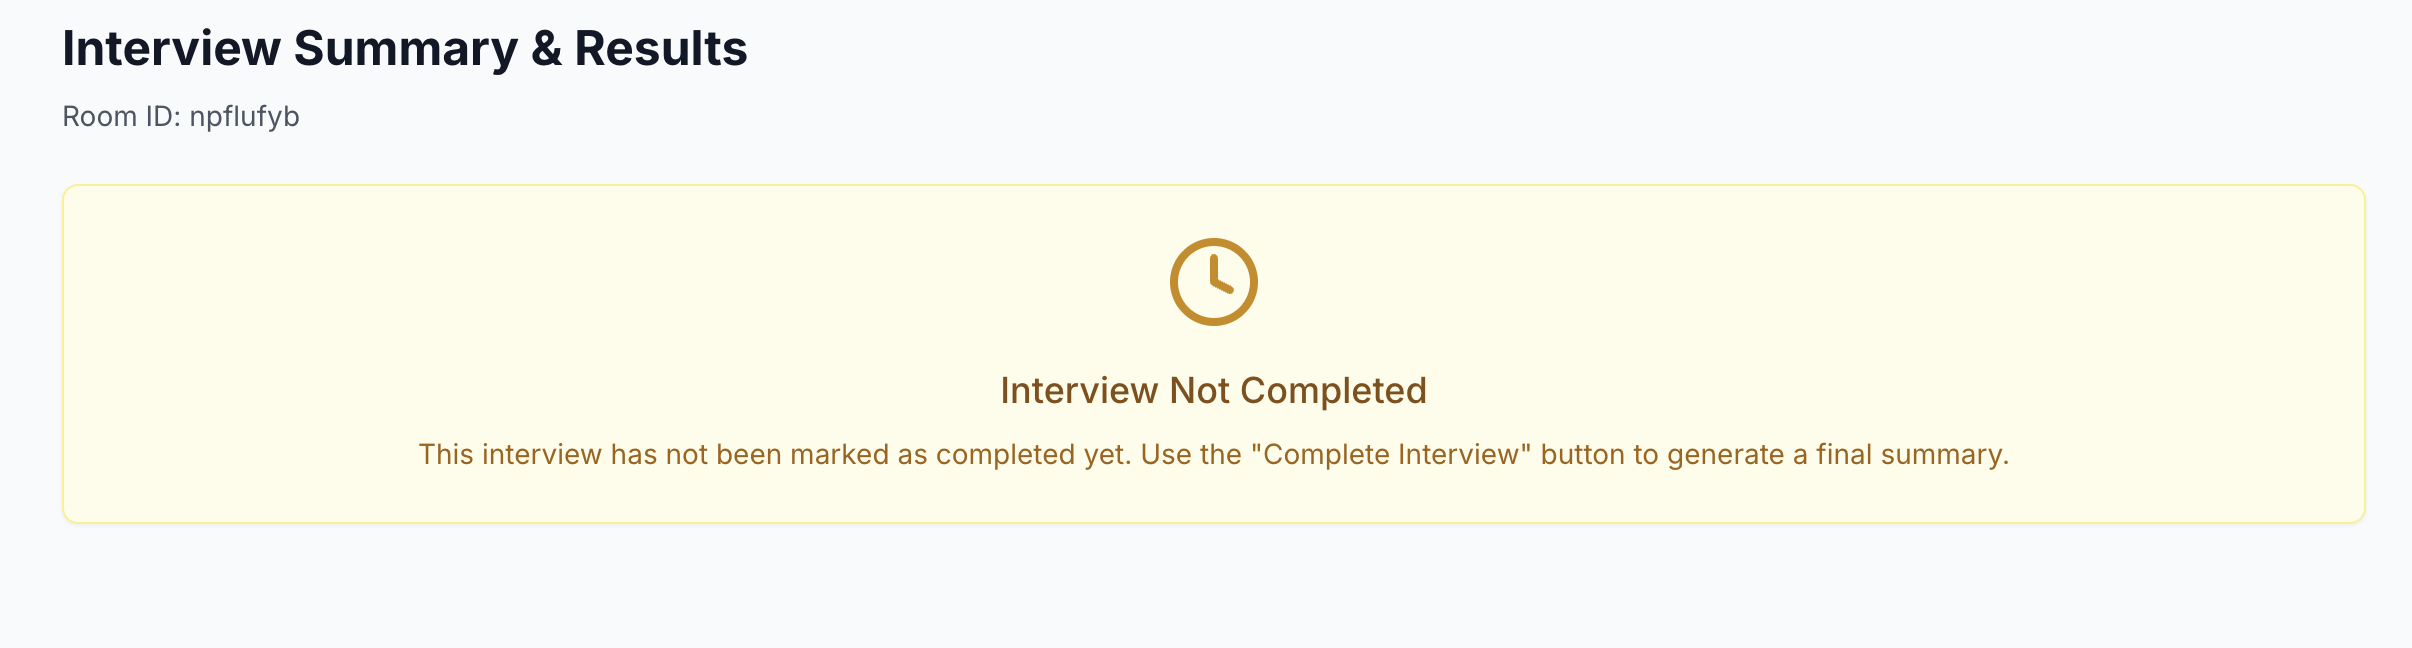 Interview Summary & Results
Room ID: npflufyb
Interview Not Completed
This interview has not been marked as completed yet. Use the "Complete Interview" button to generate a final summary.